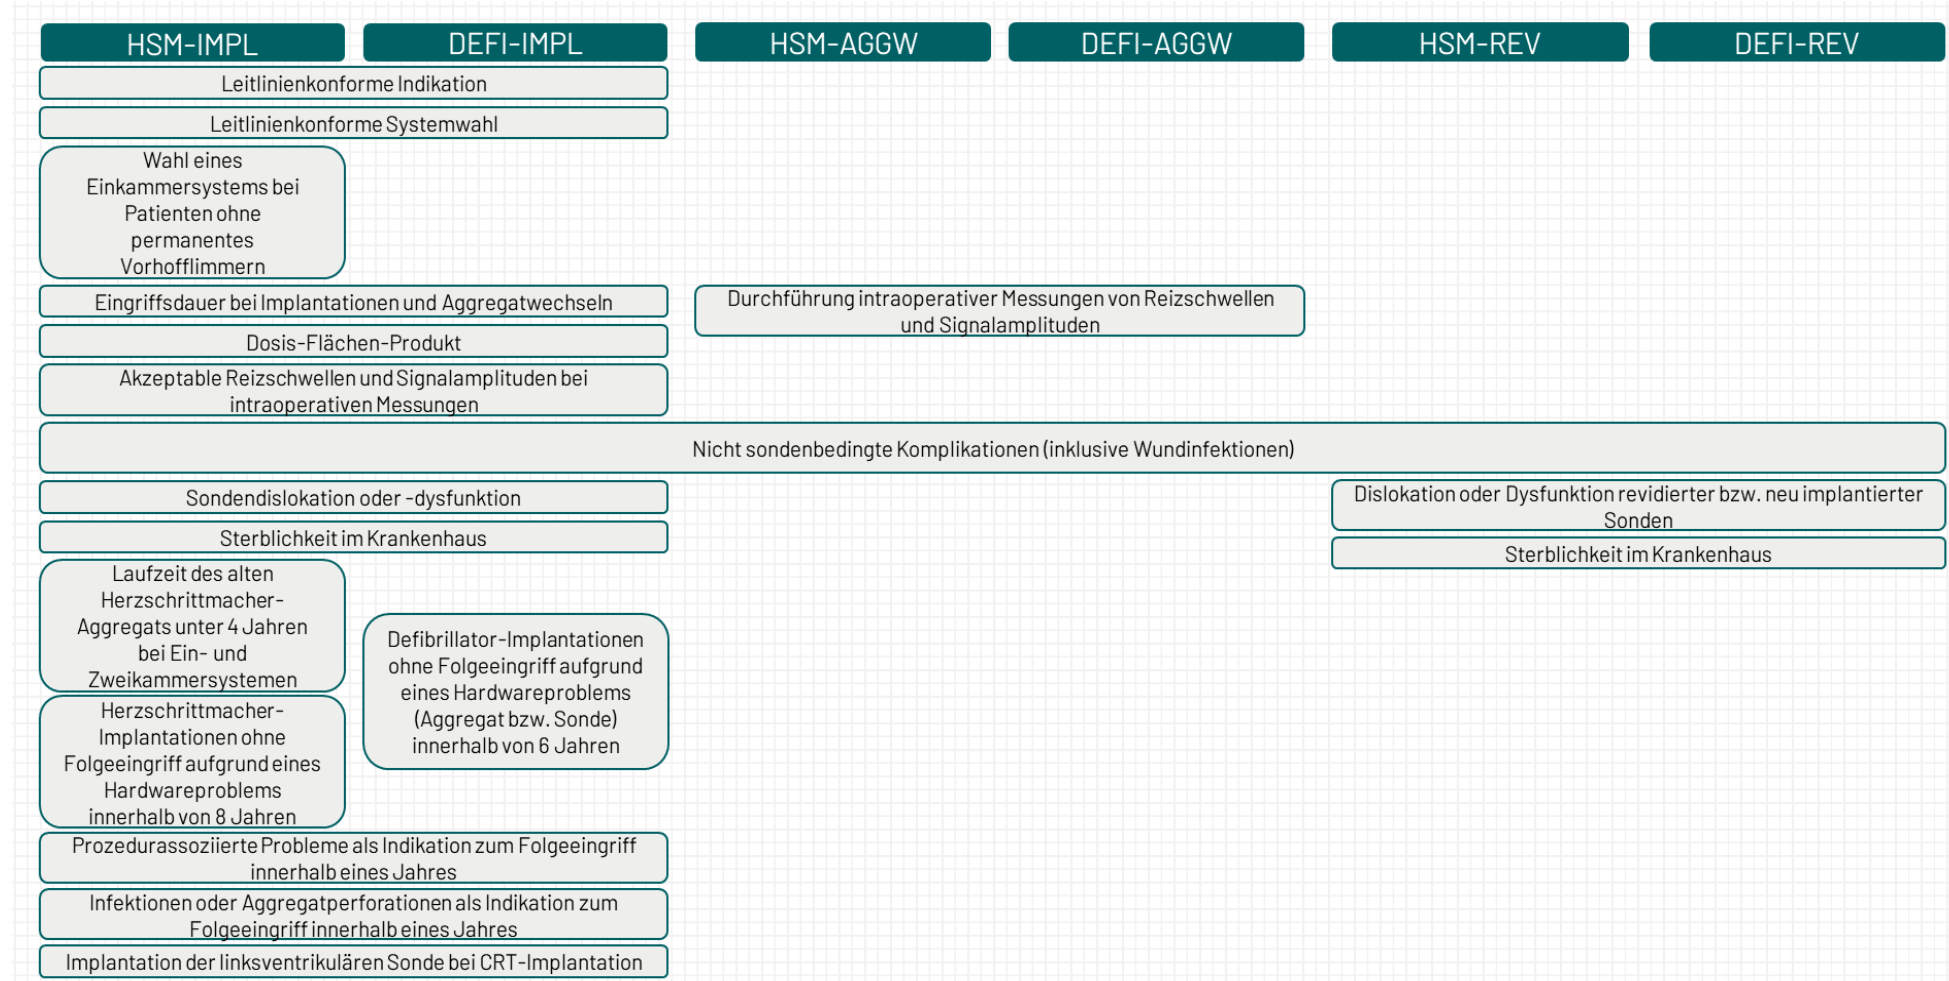 HSM-IMPL
DEFI-IMPL
HSM-AGGW
DEFI-AGGW
HSM-REV
DEFI-REV
Leitlinienkonforme Indikation
Leitlinienkonforme Systemwahl
Wahl eines
Einkammersystems bei
Patienten ohne
permanentes
Vorhofflimmern
Eingriffsdauer bei Implantationen und Aggregatwechseln
Durchführung intraoperativer Messungen von Reizschwellen
und Signalamplituden
Dosis-Flächen-Produkt
Akzeptable Reizschwellen und Signalamplituden bei
intraoperativen Messungen
Nicht sondenbedingte Komplikationen (inklusive Wundinfektionen)
Sondendislokation oder -dysfunktion
Dislokation oder Dysfunktion revidierter bzw. neu implantierter
Sonden
Sterblichkeit im Krankenhaus
Sterblichkeit im Krankenhaus
Laufzeit des alten
Herzschrittmacher-
Aggregats unter 4 Jahren
bei Ein- und
Zweikammersystemen
Defibrillator-Implantationen
ohne Folgeeingriff aufgrund
eines Hardwareproblems
(Aggregat bzw. Sonde)
innerhalb von 6 Jahren
Herzschrittmacher-
Implantationen ohne
Folgeeingriff aufgrund eines
Hardwareproblems
innerhalb von 8 Jahren
Prozedurassoziierte Probleme als Indikation zum Folgeeingriff
innerhalb eines Jahres
Infektionen oder Aggregatperforationen als Indikation zum
Folgeeingriff innerhalb eines Jahres
Implantation der linksventrikulären Sonde bei CRT-Implantation